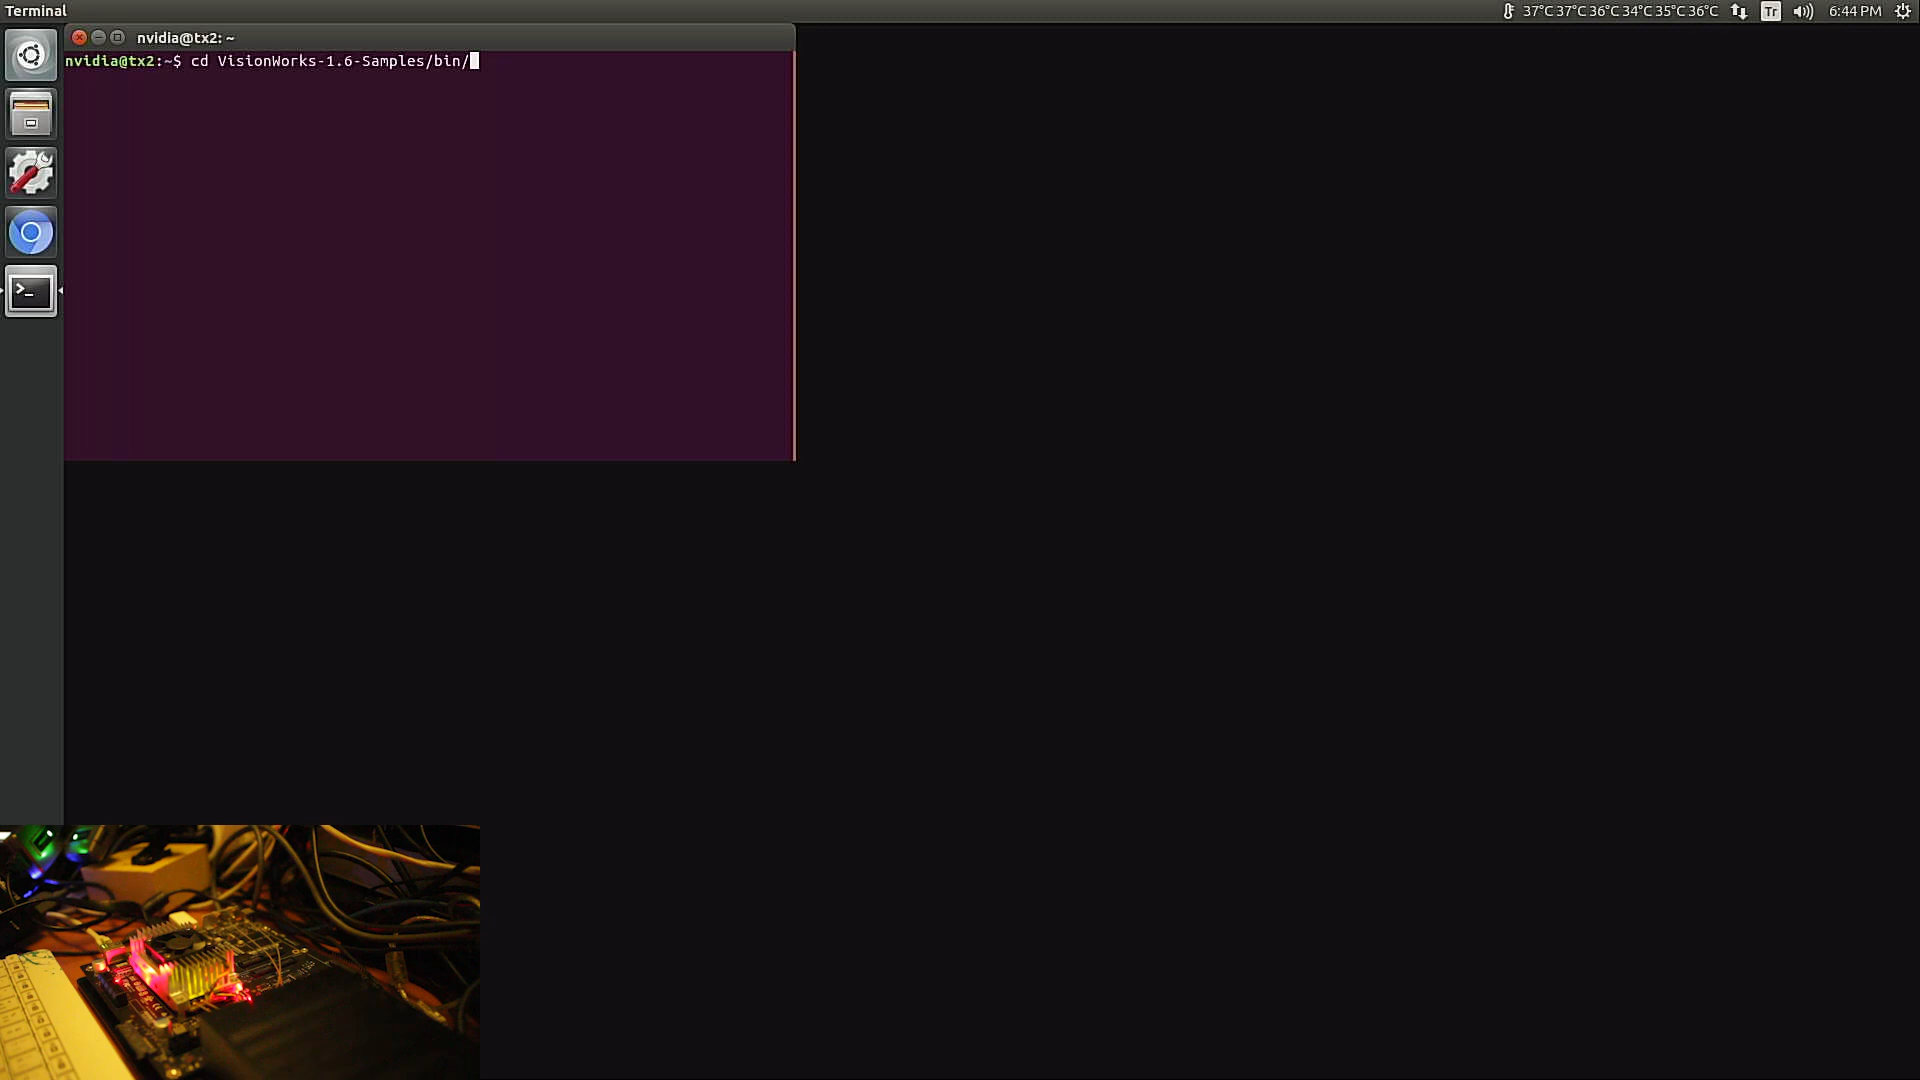 Terminal
37°C 37°C 36°C 34°C 35°C 36°C Tr 6:44 PM
nvidia@tx2: ~
nvidia@tx2:~$ cd VisionWorks-1.6-Samples/bin/
>_